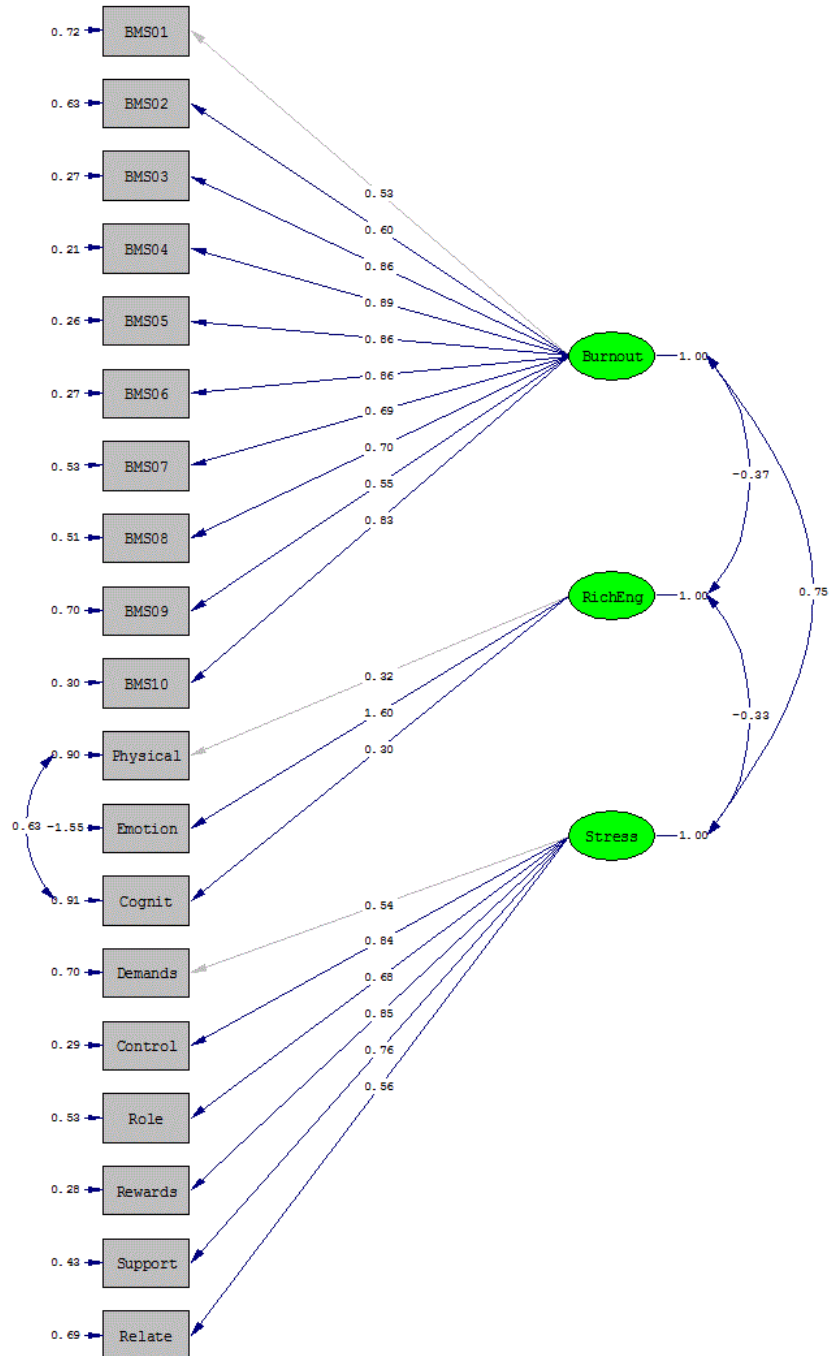 0.72
BMS01
0.63
BMS02
0.27
BMS03
0.53
0.21
BMS04
0.60
0.86
0.89
0.26
BMS05
0.86
Burnout
1.00
0.27
BMS06
0.86
0.69
0.53
BMS07
0.70
-0.37
0.55
0.51
BMS08
0.83
0.70
BMS09
RichEng
1.00
0.75
0.30
BMS10
0.32
1.60
-0.33
0.90
Physical
0.30
0.63
-1.55
Emotion
Stress
1.00
0.91
Cognit
0.54
0.84
0.70
Demands
0.68
0.85
0.29
Control
0.76
0.56
0.53
Role
0.28
Rewards
0.43
Support
0.69
Relate